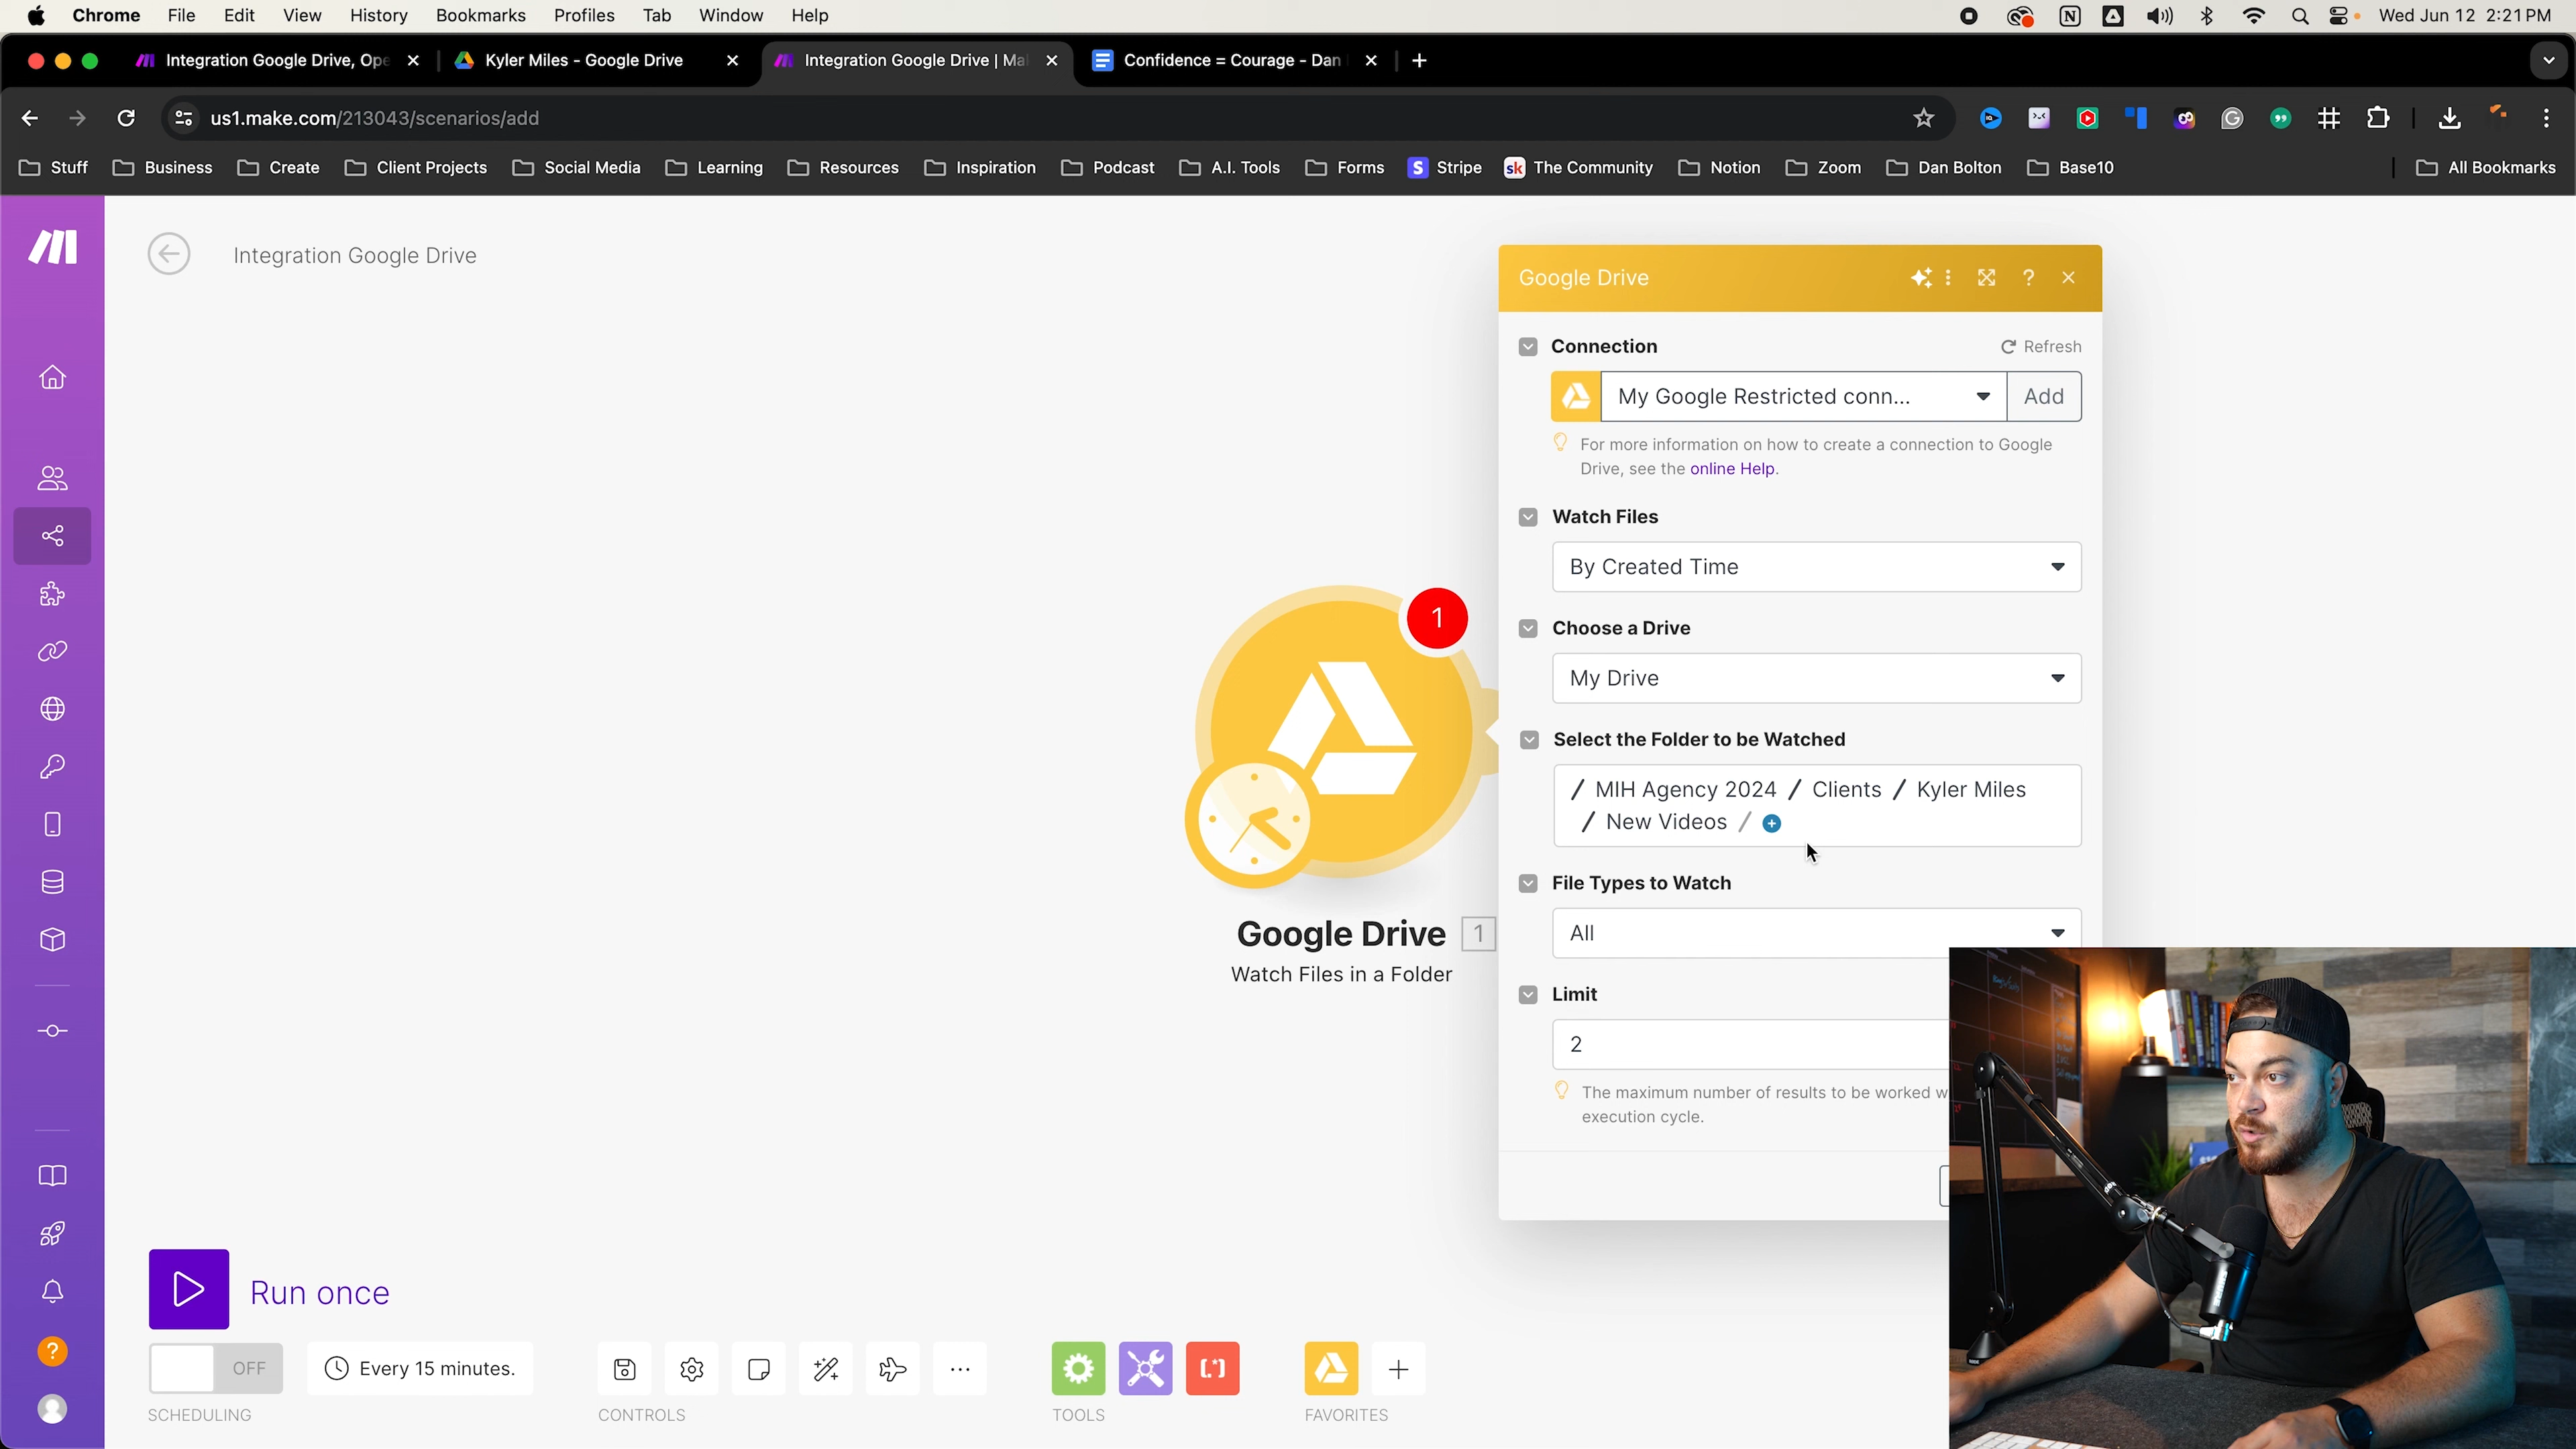 Chrome File Edit View History Bookmarks Profiles Tab Window Help Wed Jun 12 2:21 PM
Integration Google Drive, Ope Kyler Miles - Google Drive Integration Google Drive | Ma Confidence = Courage - Dan
us1.make.com/213043/scenarios/add
Stuff Business Create Client Projects Social Media Learning Resources Inspiration Podcast A.I. Tools Forms Stripe The Community Notion Zoom Dan Bolton Base10 All Bookmarks
Integration Google Drive
Google Drive
Connection Refresh
My Google Restricted conn... Add
For more information on how to create a connection to Google
Drive, see the online Help.
Watch Files
By Created Time
Choose a Drive
My Drive
Select the Folder to be Watched
/ MIH Agency 2024 / Clients / Kyler Miles
/ New Videos /
File Types to Watch
All
Limit
2
The maximum number of results to be worked w
execution cycle.
1
Google Drive 1
Watch Files in a Folder
Run once
OFF Every 15 minutes.
SCHEDULING CONTROLS TOOLS FAVORITES